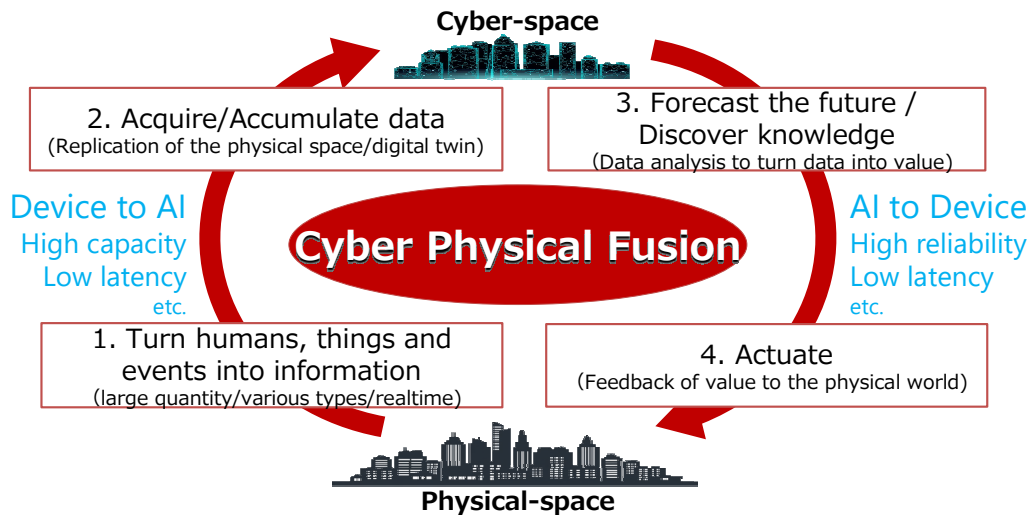 Cyber-space
2. Acquire/Accumulate data
(Replication of the physical space/digital twin)
3. Forecast the future /
Discover knowledge
(Data analysis to turn data into value)
Device to AI
High capacity
Low latency
etc.
Cyber Physical Fusion
AI to Device
High reliability
Low latency
etc.
1. Turn humans, things and
events into information
(large quantity/various types/realtime)
4. Actuate
(Feedback of value to the physical world)
Physical-space